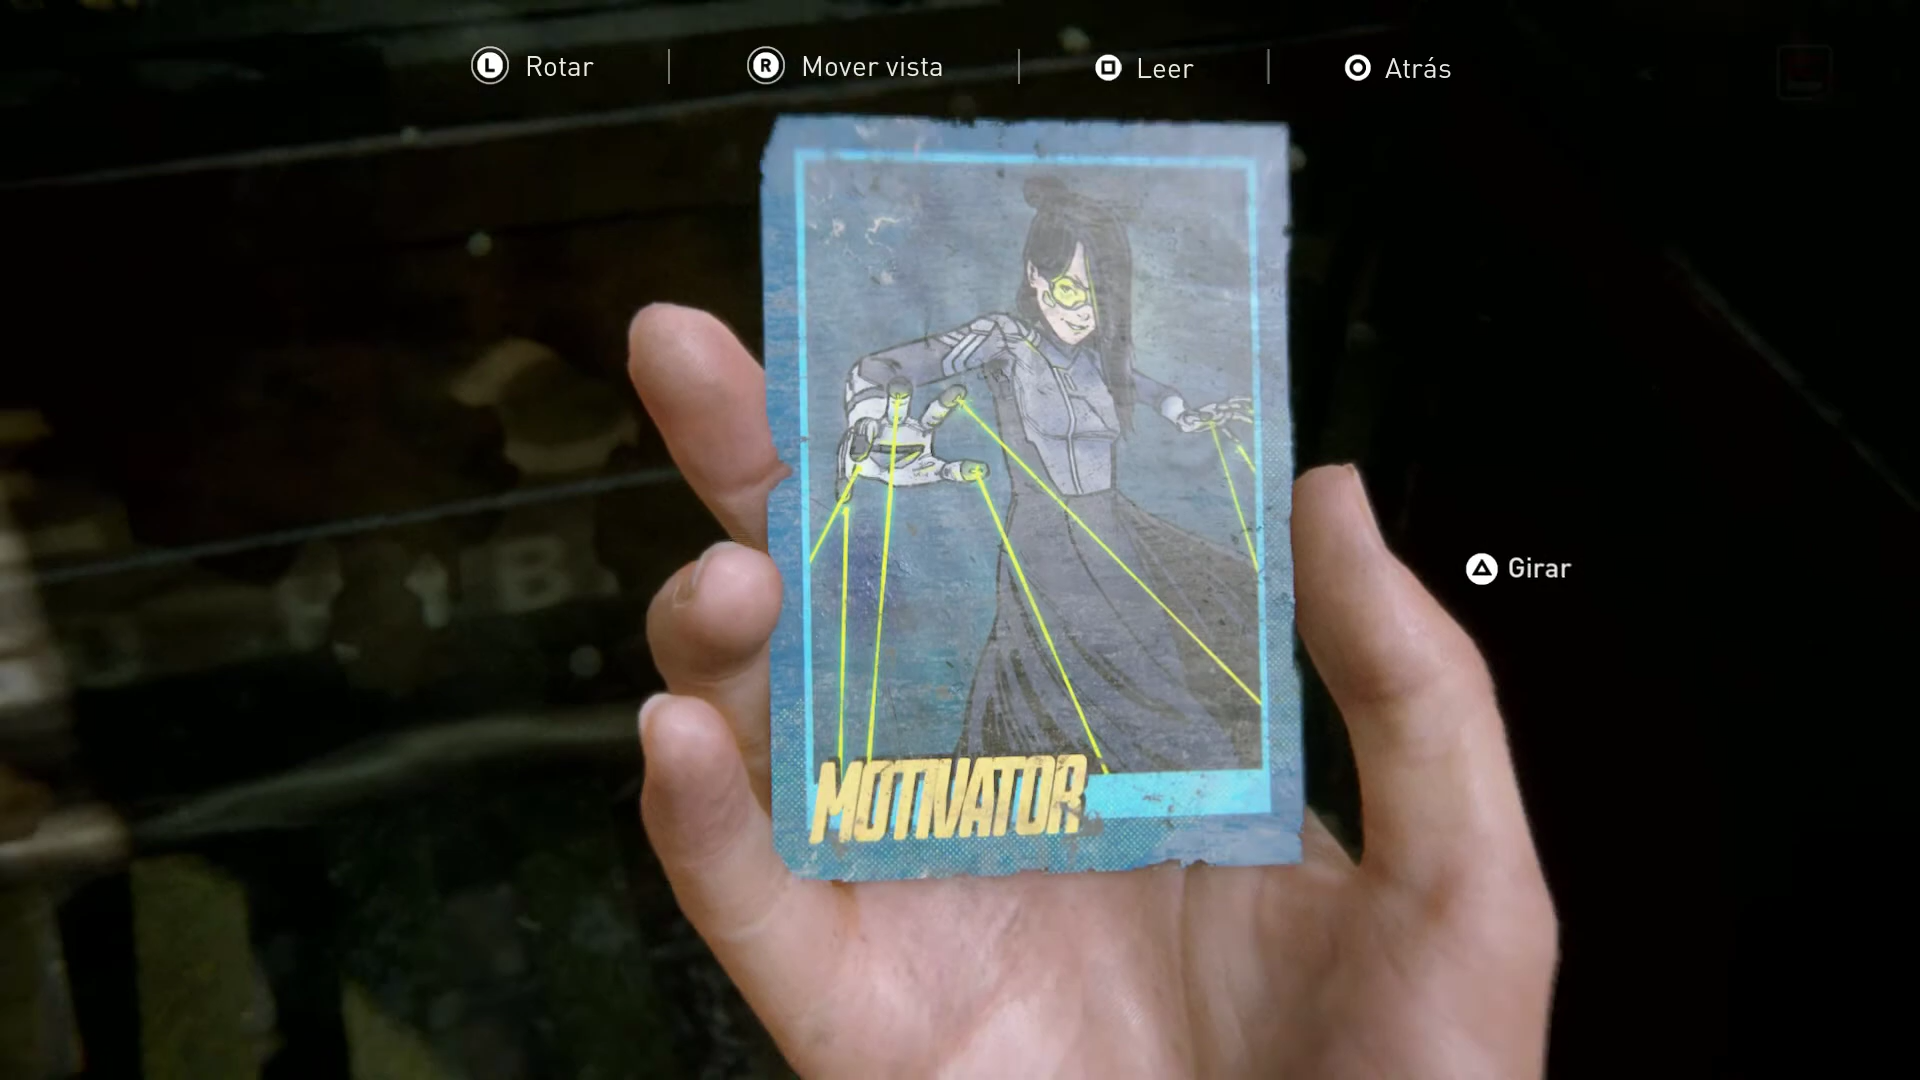 L Rotar
R Mover vista
Leer
Atrás
Girar
MOTIVATOR